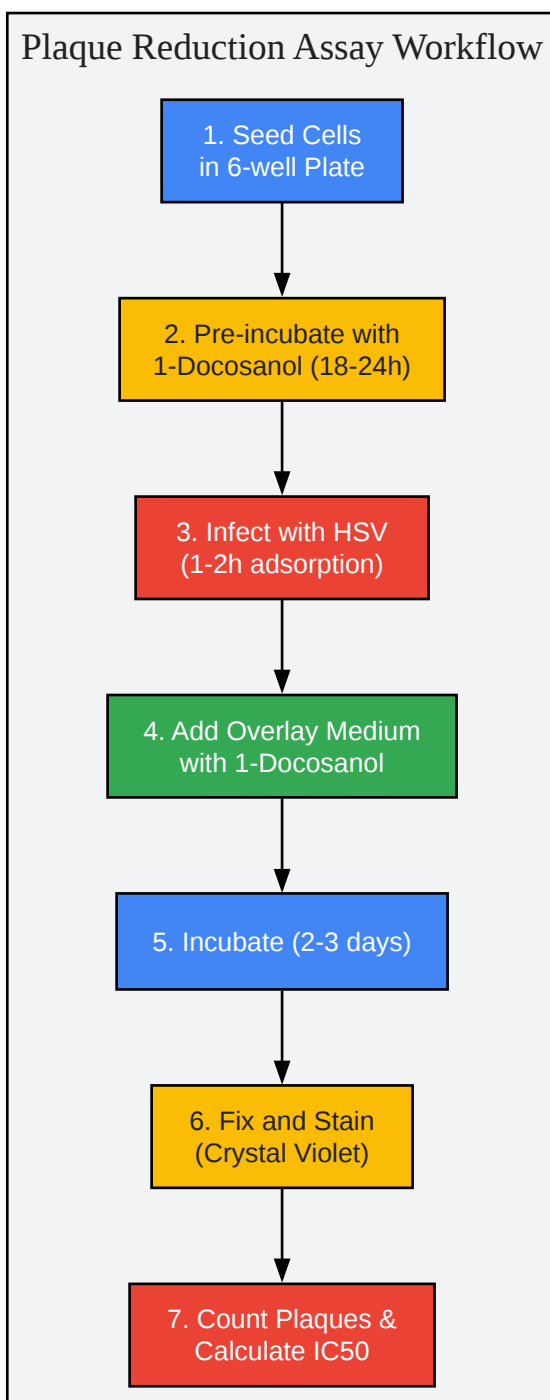 Plaque Reduction Assay Workflow
1. Seed Cells
in 6-well Plate
2. Pre-incubate with
1-Docosanol (18-24h)
3. Infect with HSV
(1-2h adsorption)
4. Add Overlay Medium
with 1-Docosanol
5. Incubate (2-3 days)
6. Fix and Stain
(Crystal Violet)
7. Count Plaques &
Calculate IC50